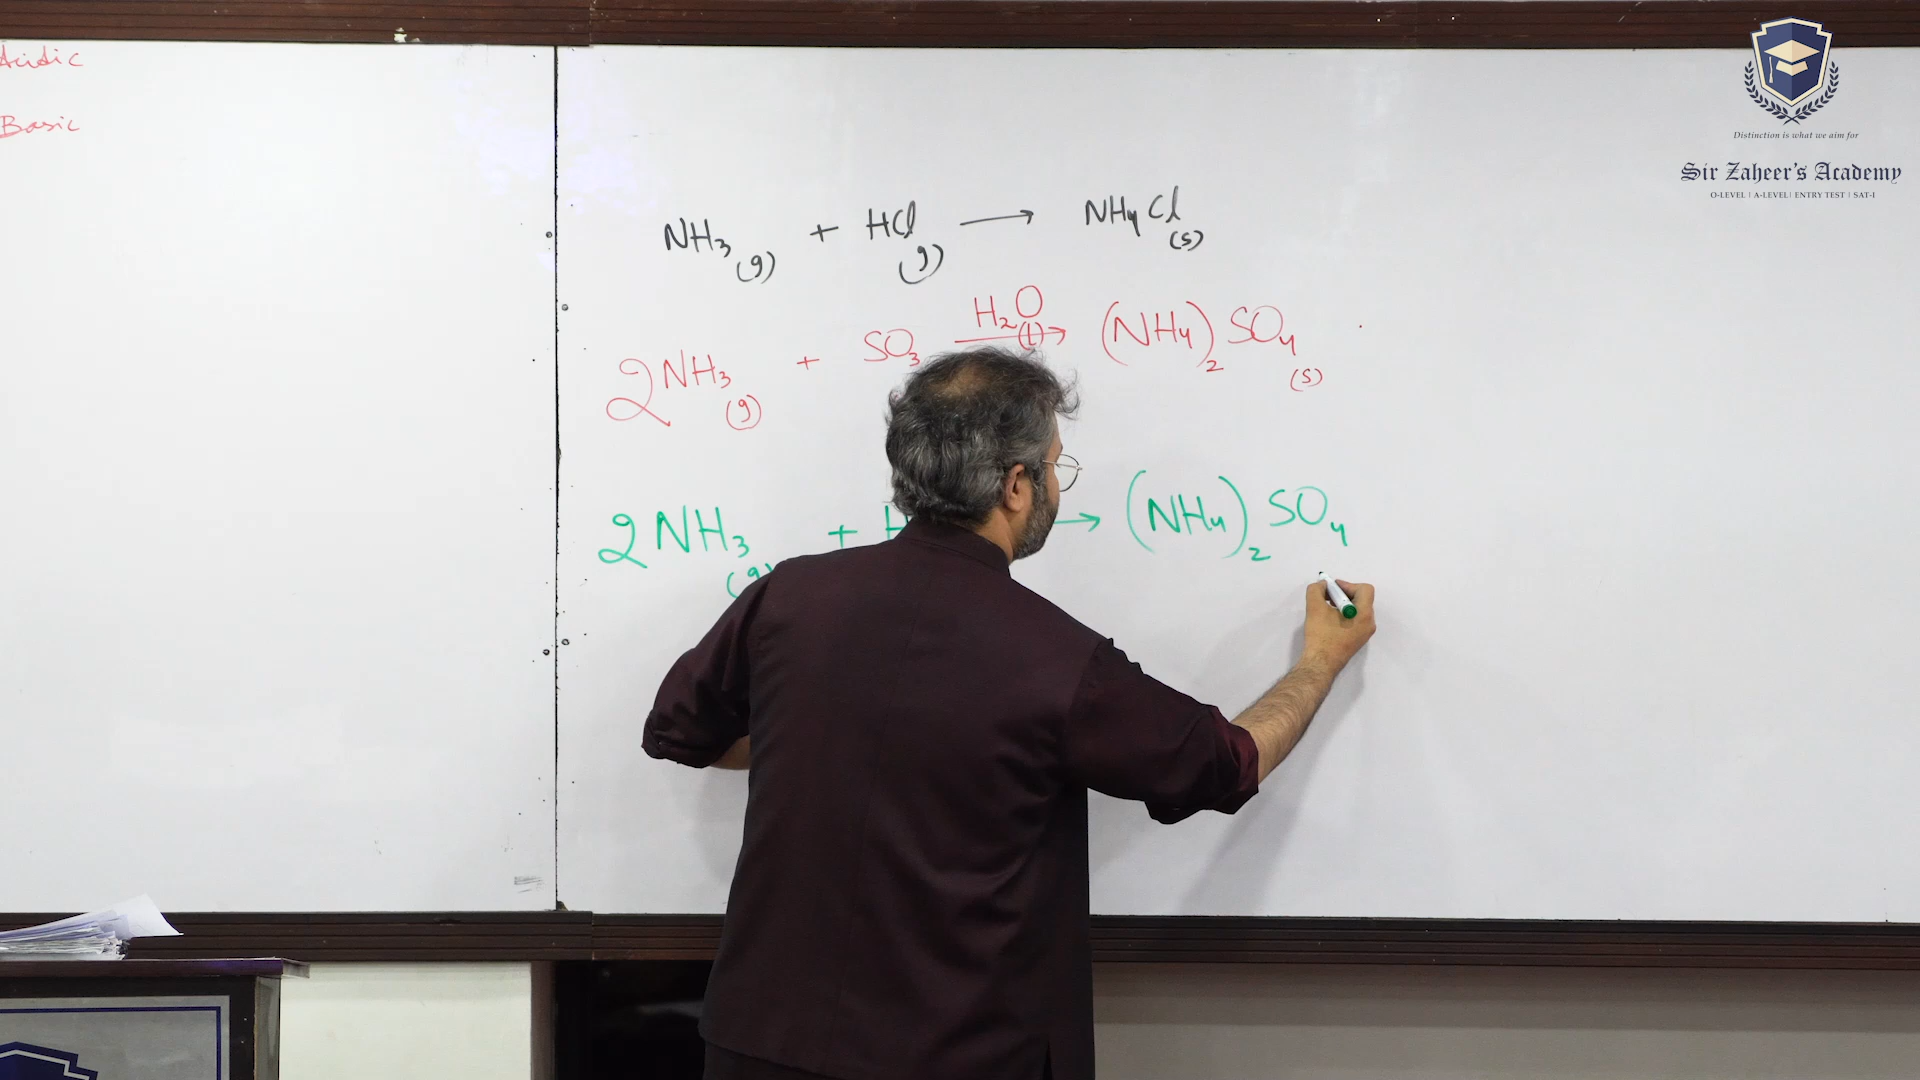 Acidic
Basic
Distinction is what we aim for
Sir Zaheer's Academy
O-LEVEL | A-LEVEL | ENTRY TEST | SAT-I
NH₃(g) + HCl(g) ⟶ NH₄Cl(s)
H₂O(l)
2NH₃(g) + SO₃ ⟶ (NH₄)₂SO₄(s)
2NH₃(g) + H → (NH₄)₂SO₄